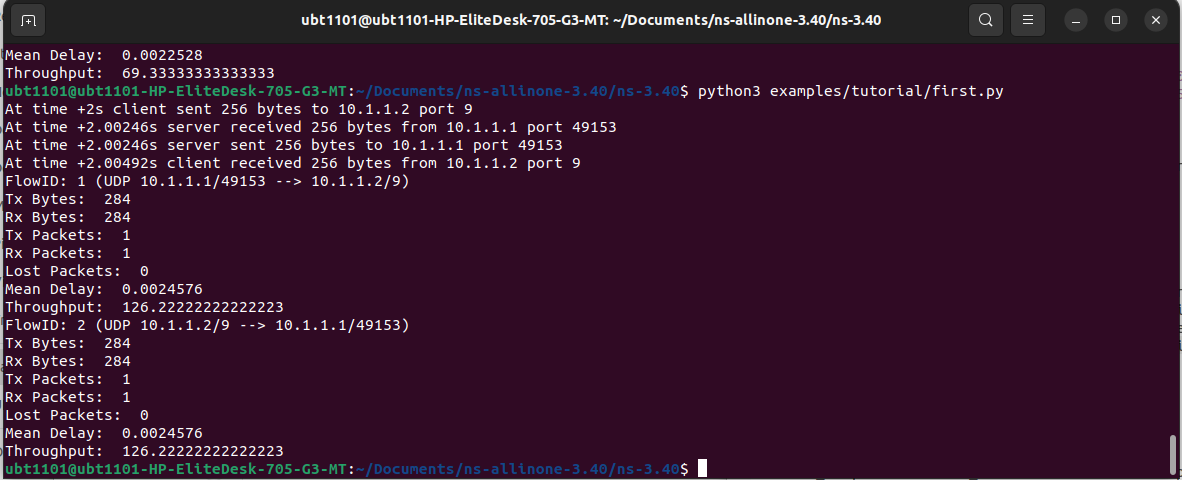 ubt1101@ubt1101-HP-EliteDesk-705-G3-MT: ~/Documents/ns-allinone-3.40/ns-3.40
Mean Delay:  0.0022528
Throughput:  69.33333333333333
ubt1101@ubt1101-HP-EliteDesk-705-G3-MT:~/Documents/ns-allinone-3.40/ns-3.40$ python3 examples/tutorial/first.py
At time +2s client sent 256 bytes to 10.1.1.2 port 9
At time +2.00246s server received 256 bytes from 10.1.1.1 port 49153
At time +2.00246s server sent 256 bytes to 10.1.1.1 port 49153
At time +2.00492s client received 256 bytes from 10.1.1.2 port 9
FlowID: 1 (UDP 10.1.1.1/49153 --> 10.1.1.2/9)
Tx Bytes:  284
Rx Bytes:  284
Tx Packets:  1
Rx Packets:  1
Lost Packets:  0
Mean Delay:  0.0024576
Throughput:  126.22222222222223
FlowID: 2 (UDP 10.1.1.2/9 --> 10.1.1.1/49153)
Tx Bytes:  284
Rx Bytes:  284
Tx Packets:  1
Rx Packets:  1
Lost Packets:  0
Mean Delay:  0.0024576
Throughput:  126.22222222222223
ubt1101@ubt1101-HP-EliteDesk-705-G3-MT:~/Documents/ns-allinone-3.40/ns-3.40$